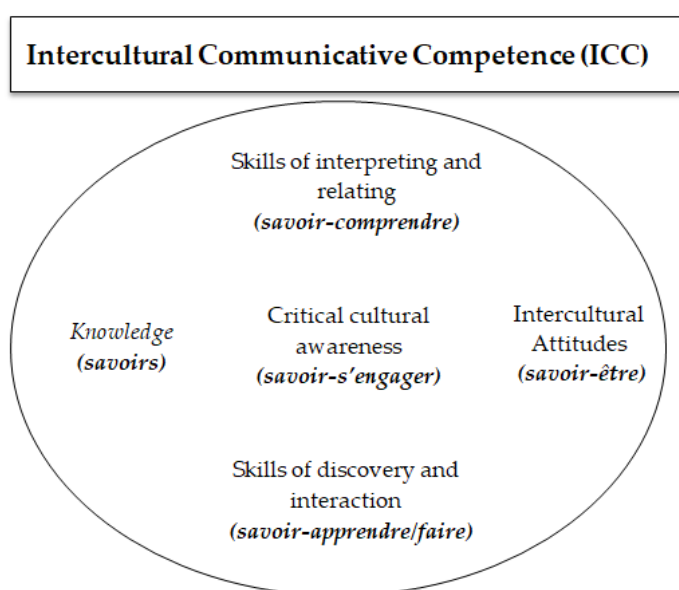 Intercultural Communicative Competence (ICC)
Skills of interpreting and
relating
(savoir-comprendre)
Knowledge
(savoirs)
Critical cultural
awareness
(savoir-s'engager)
Intercultural
Attitudes
(savoir-être)
Skills of discovery and
interaction
(savoir-apprendre/faire)